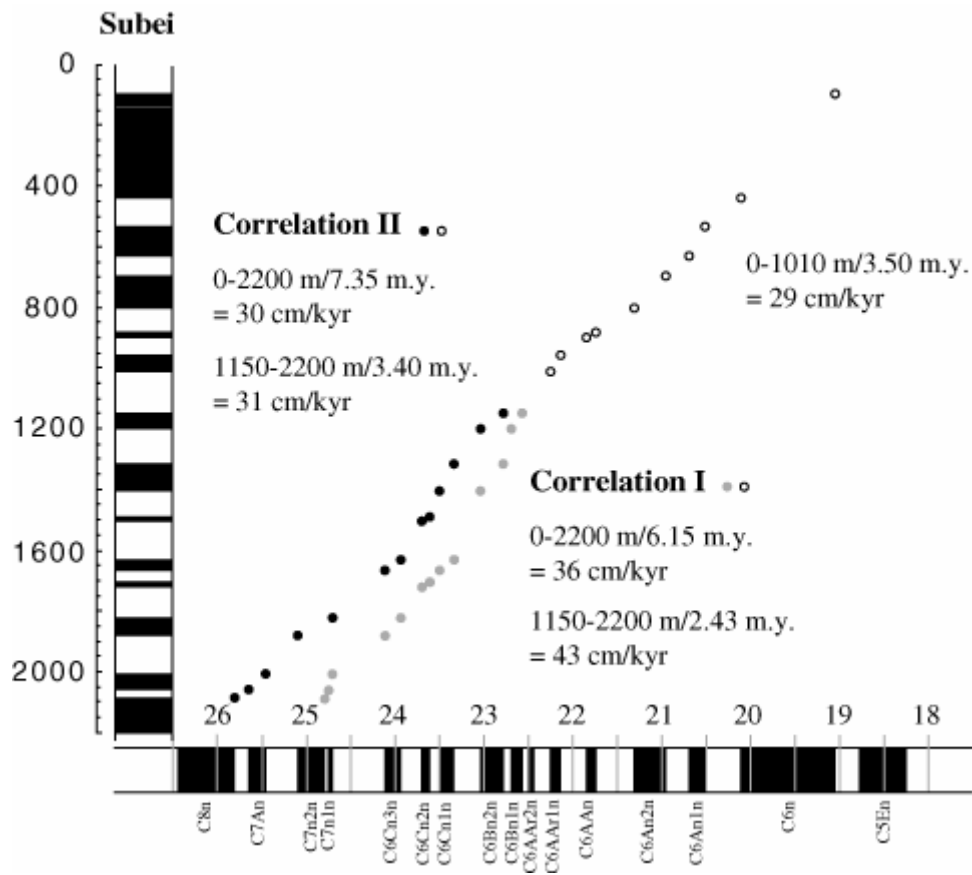 Subei
0
400
800
1200
1600
2000
Correlation II
0-2200 m/7.35 m.y.
= 30 cm/kyr
1150-2200 m/3.40 m.y.
= 31 cm/kyr
0-1010 m/3.50 m.y.
= 29 cm/kyr
Correlation I
0-2200 m/6.15 m.y.
= 36 cm/kyr
1150-2200 m/2.43 m.y.
= 43 cm/kyr
26 25 24 23 22 21 20 19 18
C8n
C7An
C7n2n
C7n1n
C6Cn3n
C6Cn2n
C6Cn1n
C6Bn2n
C6Bn1n
C6AAr2n
C6AAr1n
C6AAn
C6An2n
C6An1n
C6n
C5En